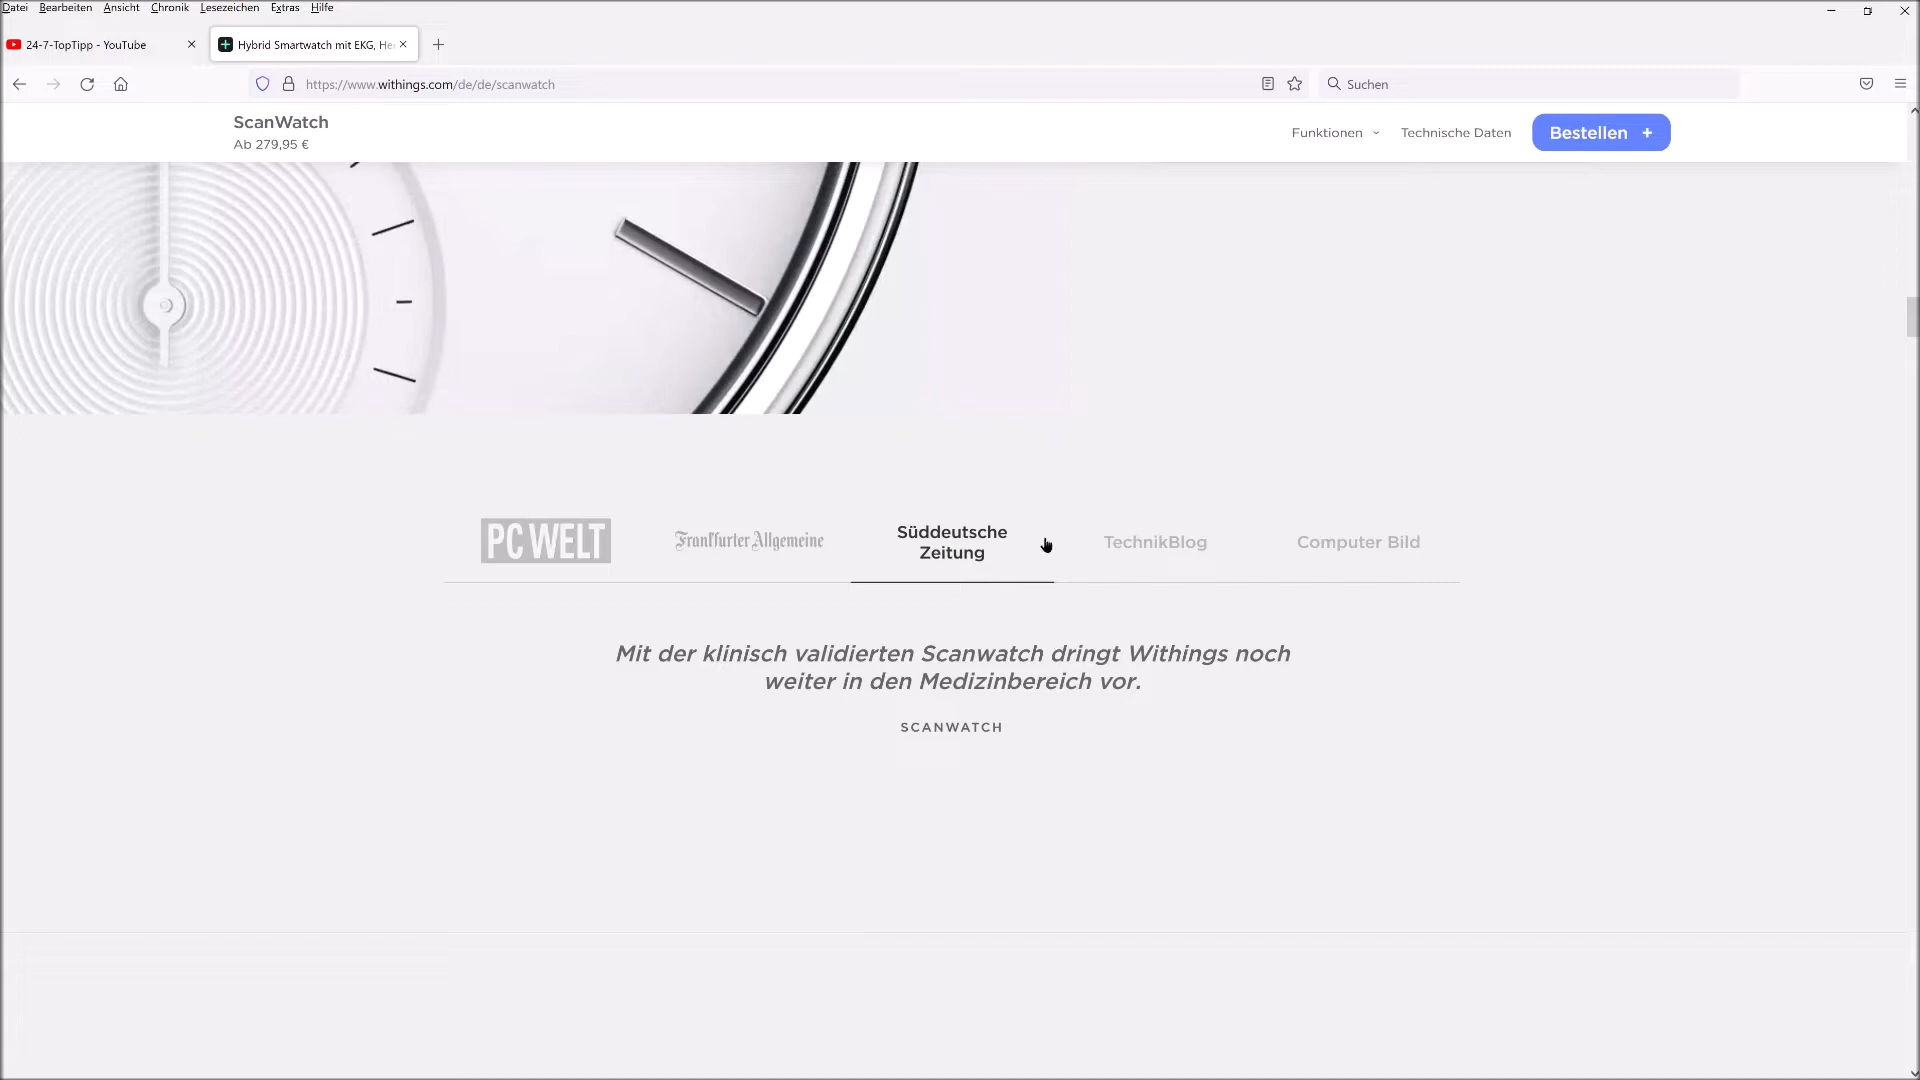 Datei Bearbeiten Ansicht Chronik Lesezeichen Extras Hilfe
24-7-TopTipp - YouTube
Hybrid Smartwatch mit EKG, He
https://www.withings.com/de/de/scanwatch
Suchen
ScanWatch
Ab 279,95 €
Funktionen
Technische Daten
Bestellen +
PC WELT
Frankfurter Allgemeine
Süddeutsche
Zeitung
TechnikBlog
Computer Bild
Mit der klinisch validierten Scanwatch dringt Withings noch
weiter in den Medizinbereich vor.
SCANWATCH